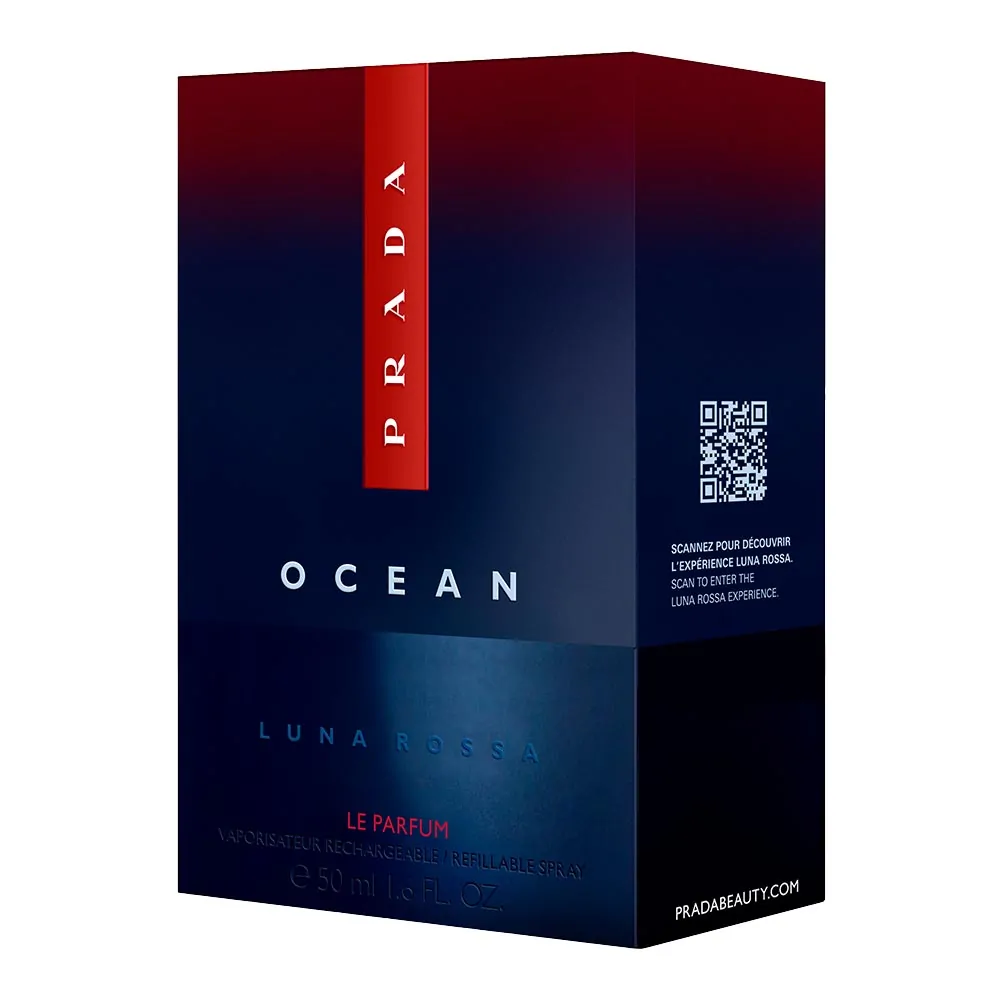 PRADA
OCEAN
LUNA ROSSA
LE PARFUM
VAPORISATEUR RECHARGEABLE / REFILLABLE SPRAY
℮ 50 ml 1.6 FL. OZ.
SCANNEZ POUR DÉCOUVRIR
L'EXPÉRIENCE LUNA ROSSA.
SCAN TO ENTER THE
LUNA ROSSA EXPERIENCE.
PRADABEAUTY.COM